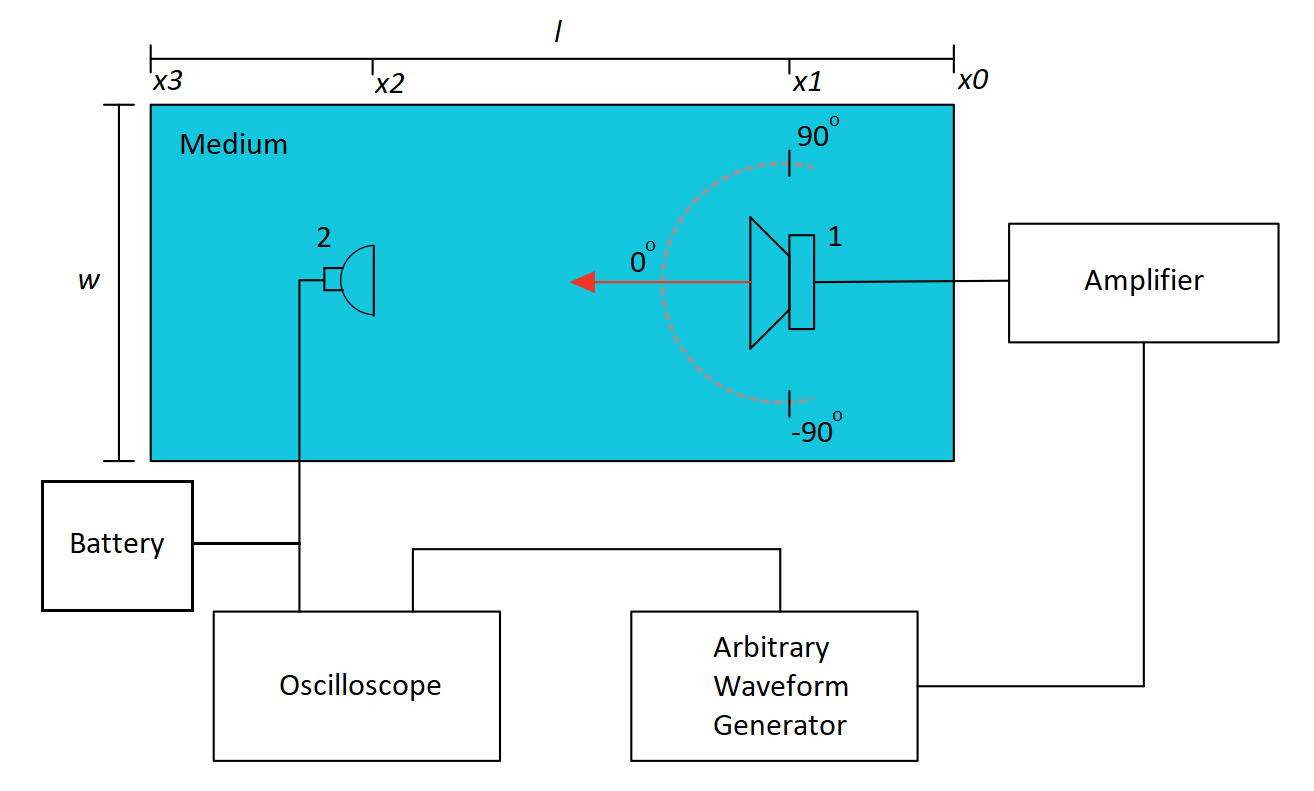 l
x3
x2
x1
x0
Medium
90°
2
1
0°
w
Amplifier
-90°
Battery
Oscilloscope
Arbitrary
Waveform
Generator